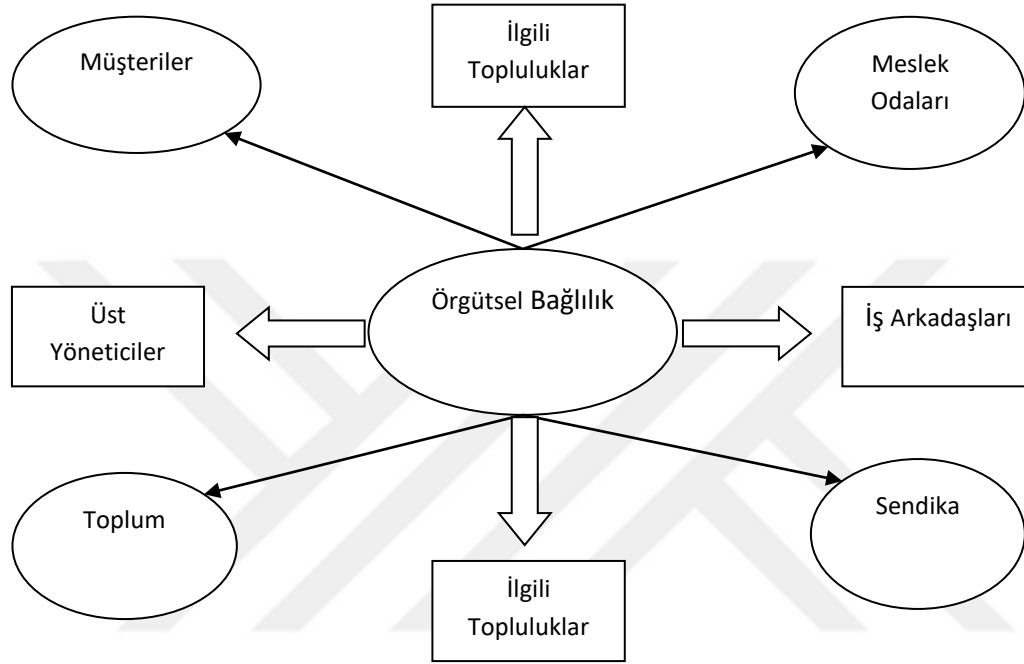 Müşteriler
İlgili
Topluluklar
Meslek
Odaları
Üst
Yöneticiler
Örgütsel Bağlılık
İş Arkadaşları
Toplum
İlgili
Topluluklar
Sendika